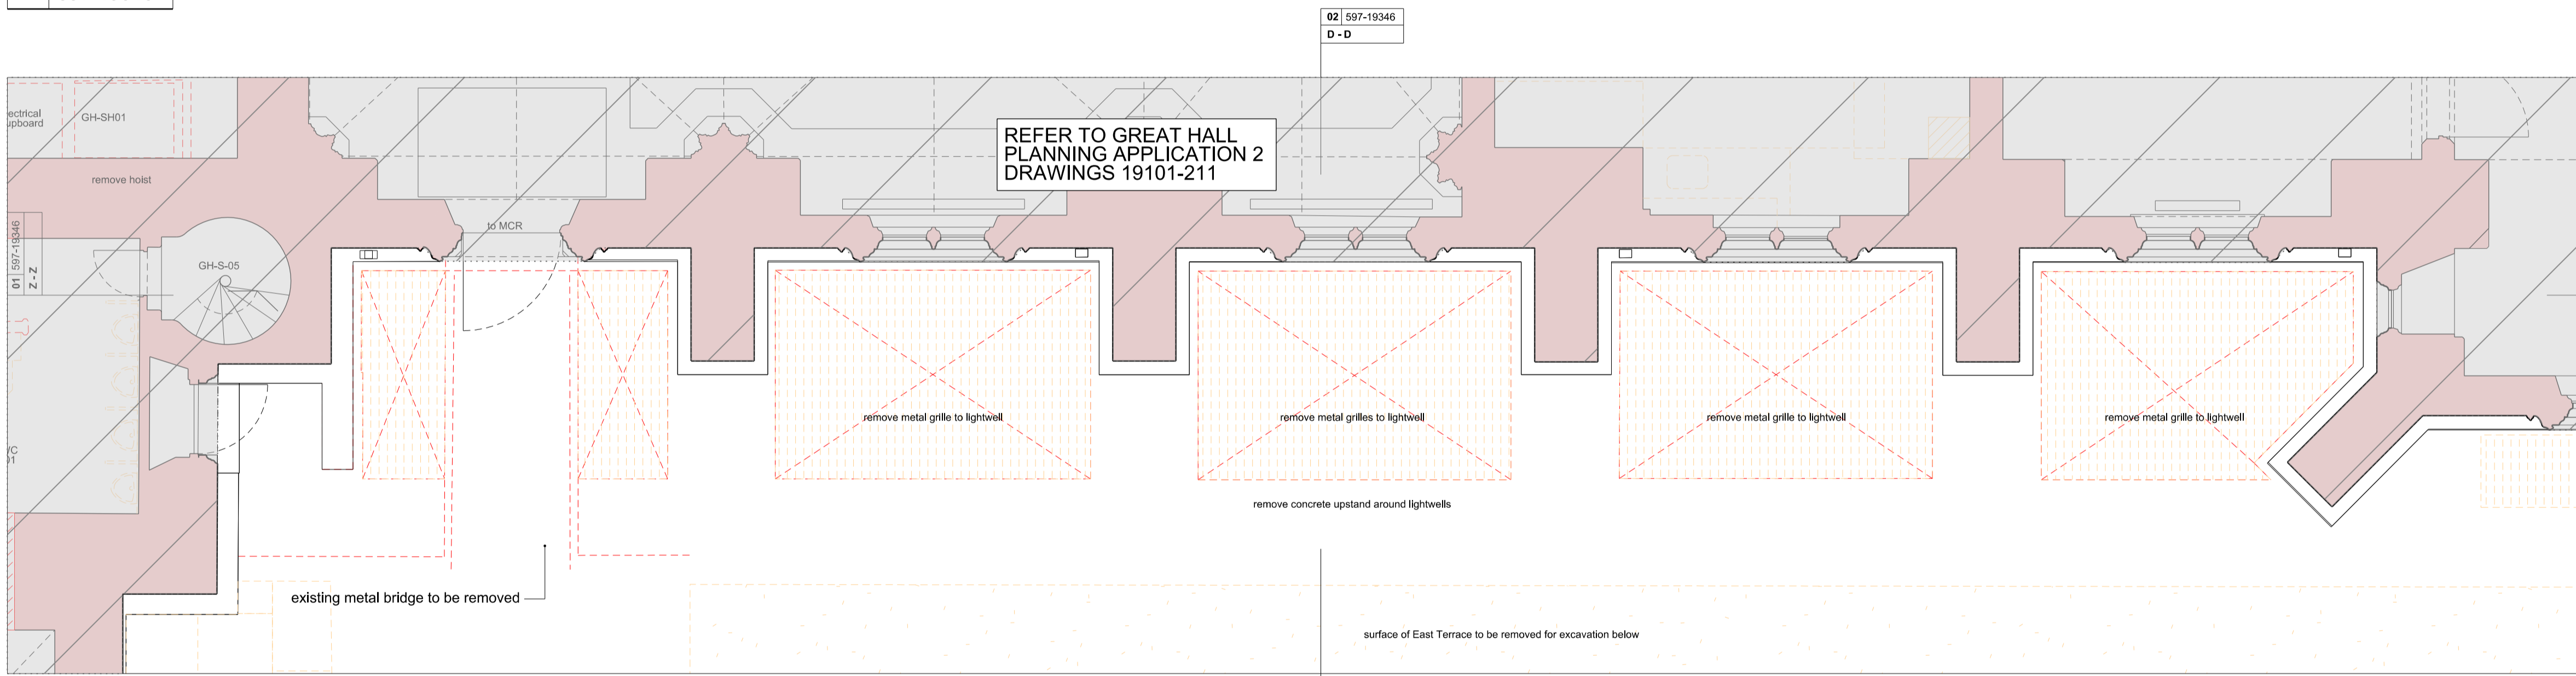 02 597-19346
D - D
ectrical
upboard
GH-SH01
REFER TO GREAT HALL
PLANNING APPLICATION 2
DRAWINGS 19101-211
remove hoist
to MCR
01 597-19346
Z - Z
GH-S-05
remove metal grille to lightwell
remove metal grilles to lightwell
remove metal grille to lightwell
remove metal grille to lightwell
/C
01
remove concrete upstand around lightwells
existing metal bridge to be removed
surface of East Terrace to be removed for excavation below